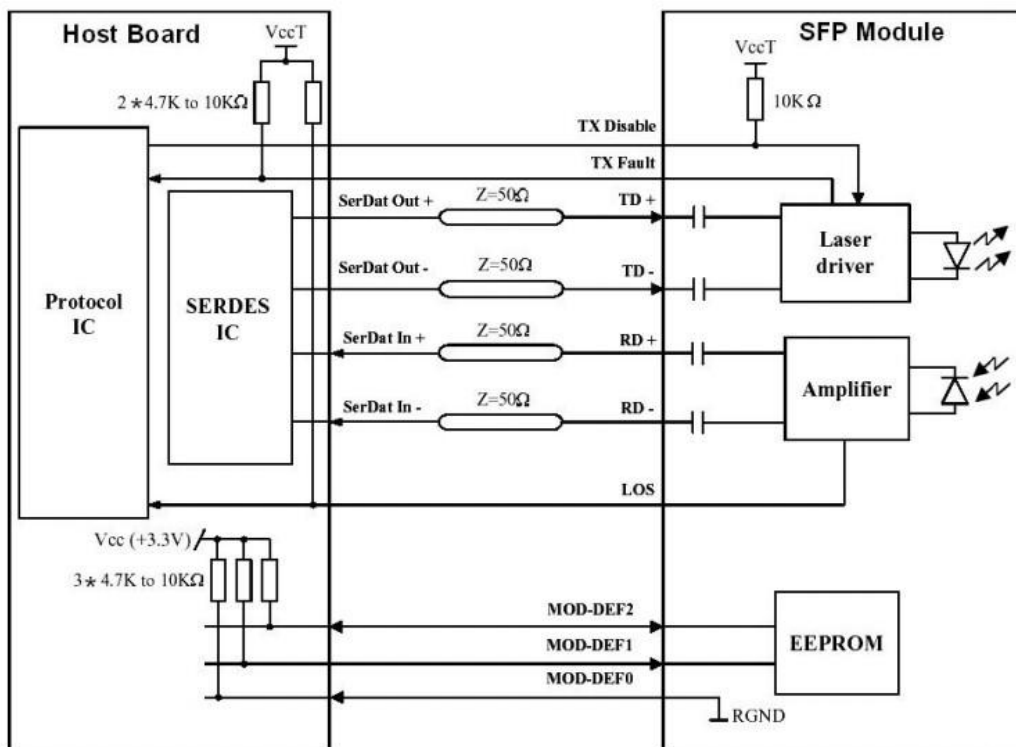 Host Board
SFP Module
VccT
VccT
2*4.7K to 10KΩ
10KΩ
TX Disable
TX Fault
SerDat Out +
Z=50Ω
TD +
Laser
driver
SerDat Out -
Z=50Ω
TD -
Protocol
IC
SERDES
IC
SerDat In +
Z=50Ω
RD +
Amplifier
SerDat In -
Z=50Ω
RD -
LOS
Vcc (+3.3V)
3*4.7K to 10KΩ
MOD-DEF2
EEPROM
MOD-DEF1
MOD-DEF0
RGND